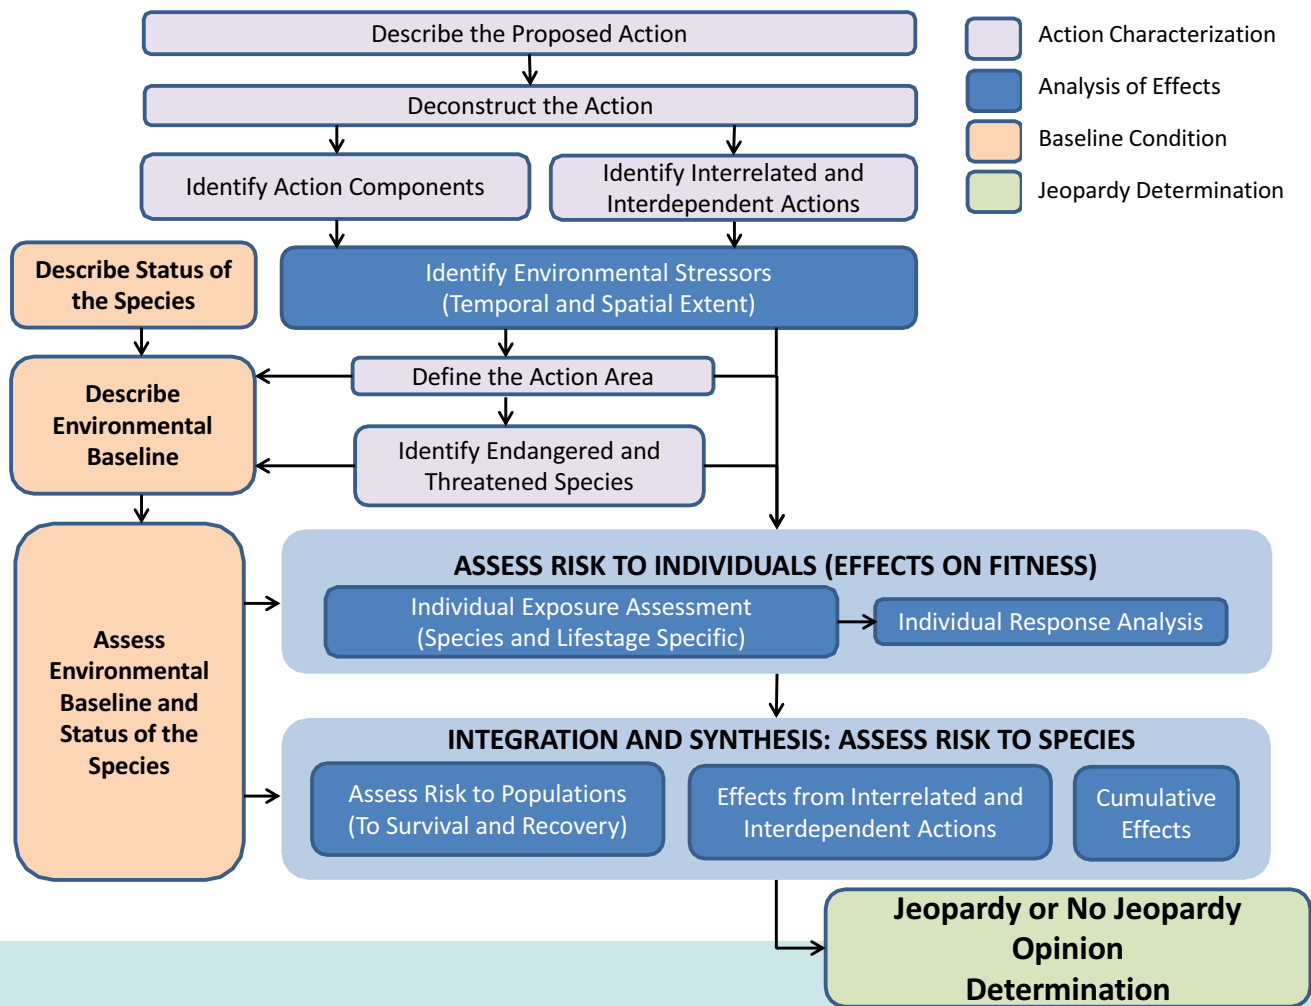 Describe the Proposed Action
Deconstruct the Action
Identify Action Components
Identify Interrelated and
Interdependent Actions
Action Characterization
Analysis of Effects
Baseline Condition
Jeopardy Determination
Describe Status of
the Species
Identify Environmental Stressors
(Temporal and Spatial Extent)
Describe
Environmental
Baseline
Define the Action Area
Identify Endangered and
Threatened Species
Assess
Environmental
Baseline and
Status of the
Species
ASSESS RISK TO INDIVIDUALS (EFFECTS ON FITNESS)
Individual Exposure Assessment
(Species and Lifestage Specific)
Individual Response Analysis
INTEGRATION AND SYNTHESIS: ASSESS RISK TO SPECIES
Assess Risk to Populations
(To Survival and Recovery)
Effects from Interrelated and
Interdependent Actions
Cumulative
Effects
Jeopardy or No Jeopardy
Opinion
Determination